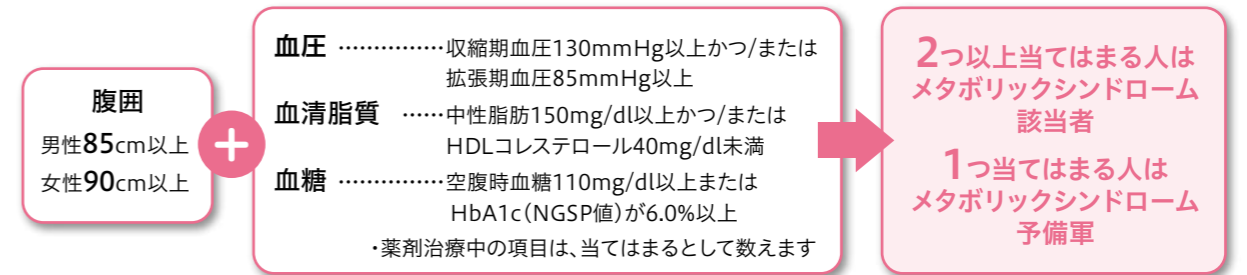 腹囲
男性85cm以上
女性90cm以上
+
血圧 ……………収縮期血圧130mmHg以上かつ/または
拡張期血圧85mmHg以上
血清脂質 ……中性脂肪150mg/dl以上かつ/または
HDLコレステロール40mg/dl未満
血糖 ……………空腹時血糖110mg/dl以上または
HbA1c(NGSP値)が6.0%以上
・薬剤治療中の項目は、当てはまるとして数えます
2つ以上当てはまる人は
メタボリックシンドローム
該当者
1つ当てはまる人は
メタボリックシンドローム
予備軍